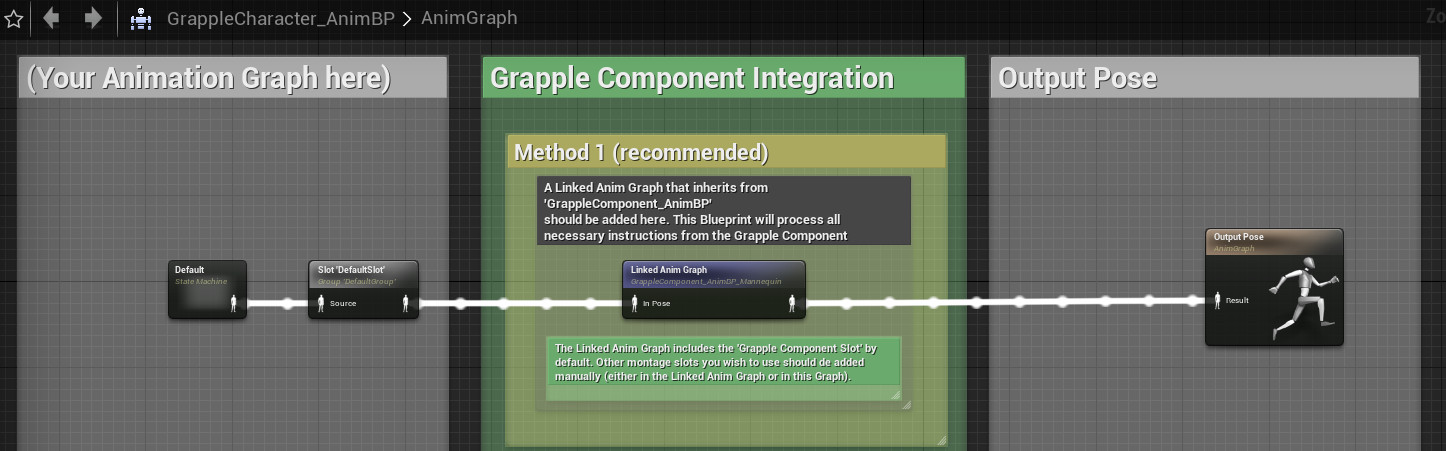 GrappleCharacter_AnimBP > AnimGraph
Zo
(Your Animation Graph here)
Grapple Component Integration
Output Pose
Method 1 (recommended)
A Linked Anim Graph that inherits from
'GrappleComponent_AnimBP'
should be added here. This Blueprint will process all
necessary instructions from the Grapple Component
Default
State Machine
Slot 'DefaultSlot'
Group 'DefaultGroup'
Source
Linked Anim Graph
GrappleComponent_AnimBP_Mannequin
In Pose
Output Pose
AnimGraph
Result
The Linked Anim Graph includes the 'Grapple Component Slot' by
default. Other montage slots you wish to use should be added
manually (either in the Linked Anim Graph or in this Graph).